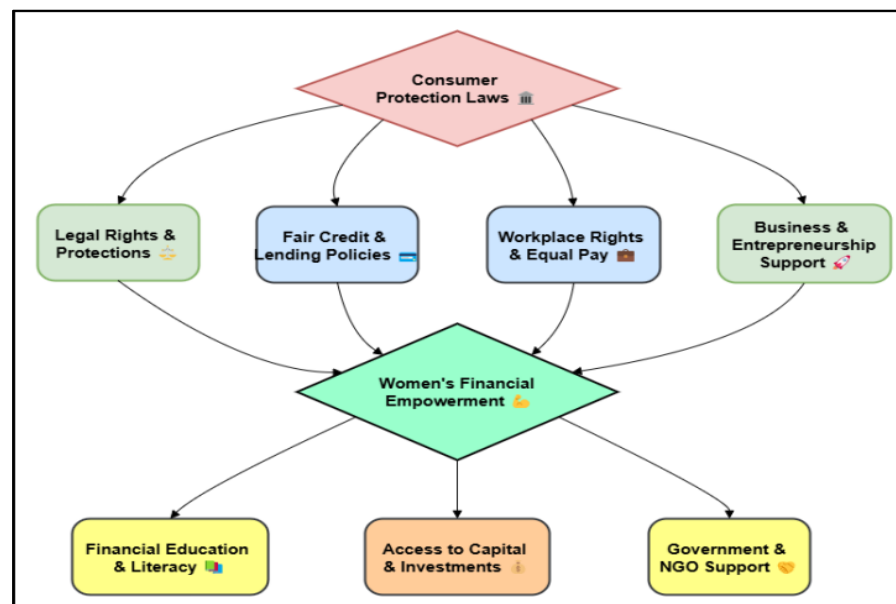 Consumer
Protection Laws 🏛️
Legal Rights &
Protections ⚖️
Fair Credit &
Lending Policies 💳
Workplace Rights
& Equal Pay 💼
Business &
Entrepreneurship
Support 🚀
Women's Financial
Empowerment 💪
Financial Education
& Literacy 📚
Access to Capital
& Investments 💰
Government &
NGO Support 🤝